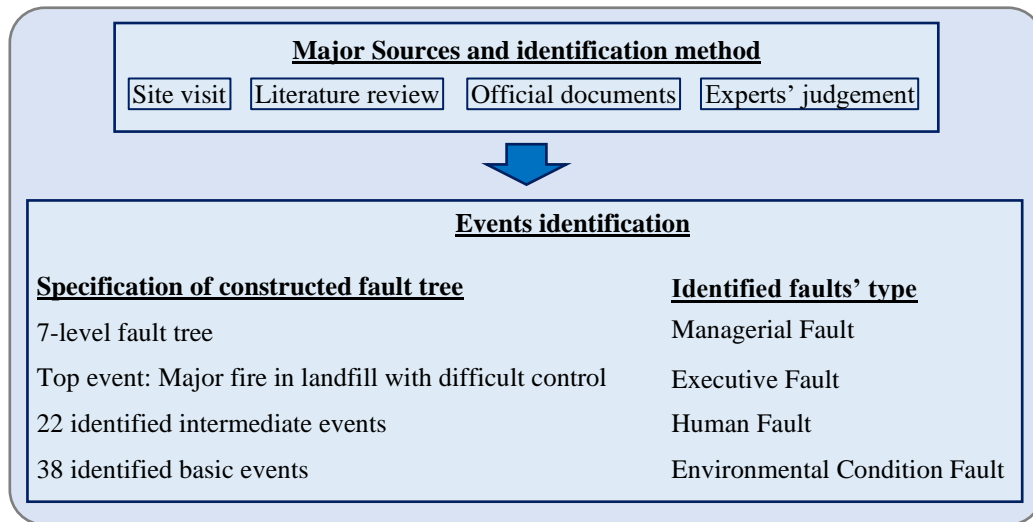 Major Sources and identification method
Site visit Literature review Official documents Experts’ judgement
Events identification
Specification of constructed fault tree
7-level fault tree
Top event: Major fire in landfill with difficult control
22 identified intermediate events
38 identified basic events
Identified faults’ type
Managerial Fault
Executive Fault
Human Fault
Environmental Condition Fault